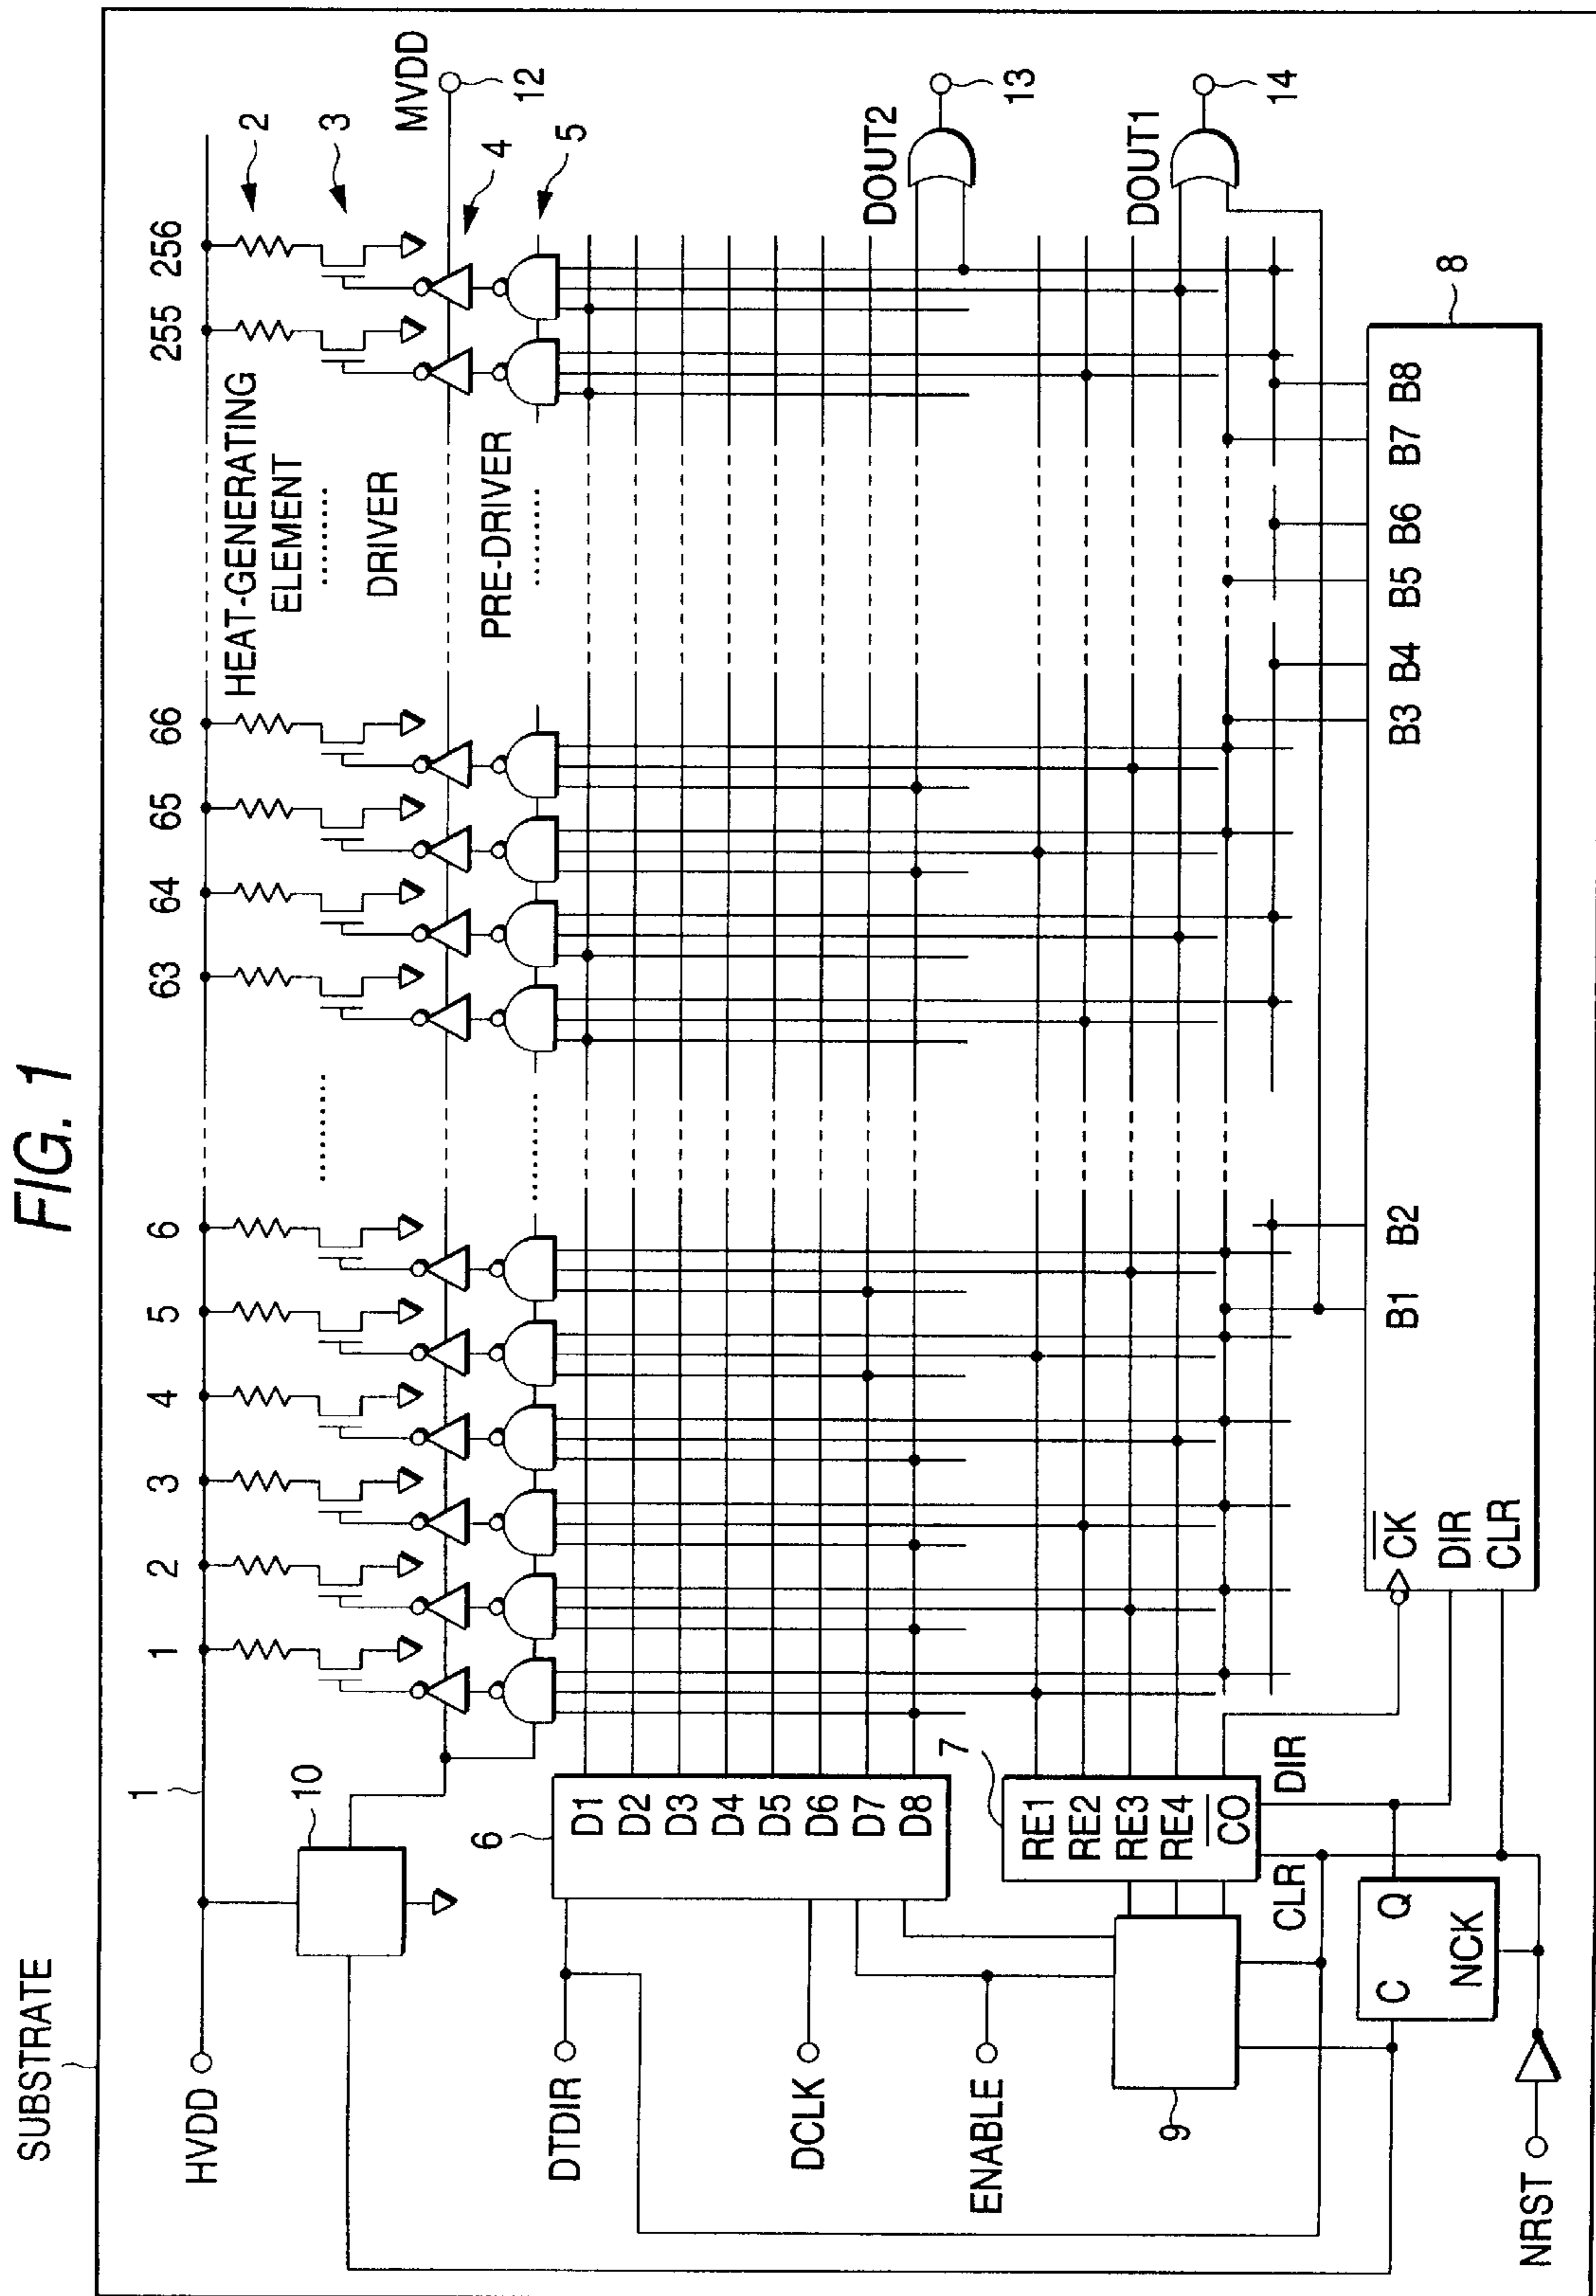 FIG. 1
SUBSTRATE
HVDD
1
10
1
2
3
4
5
6
63
64
65
66
255
256
HEAT-GENERATING
ELEMENT
DRIVER
PRE-DRIVER
2
3
MVDD
12
4
5
DTDIR
DCLK
ENABLE
6
D1
D2
D3
D4
D5
D6
D7
D8
DOUT2
13
DOUT1
14
7
RE1
RE2
RE3
RE4
CO
CLR
DIR
9
C
Q
NCK
NRST
CK
DIR
CLR
B1
B2
B3
B4
B5
B6
B7
B8
8